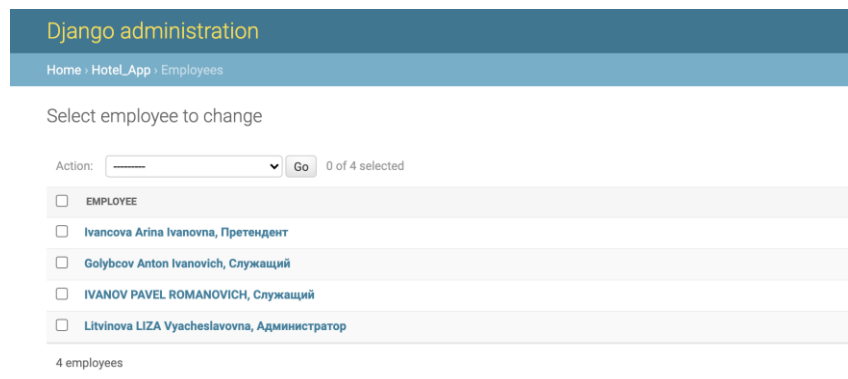 Django administration
Home › Hotel_App › Employees
Select employee to change
Action: --------- Go 0 of 4 selected
EMPLOYEE
Ivancova Arina Ivanovna, Претендент
Golybcov Anton Ivanovich, Служащий
IVANOV PAVEL ROMANOVICH, Служащий
Litvinova LIZA Vyacheslavovna, Администратор
4 employees